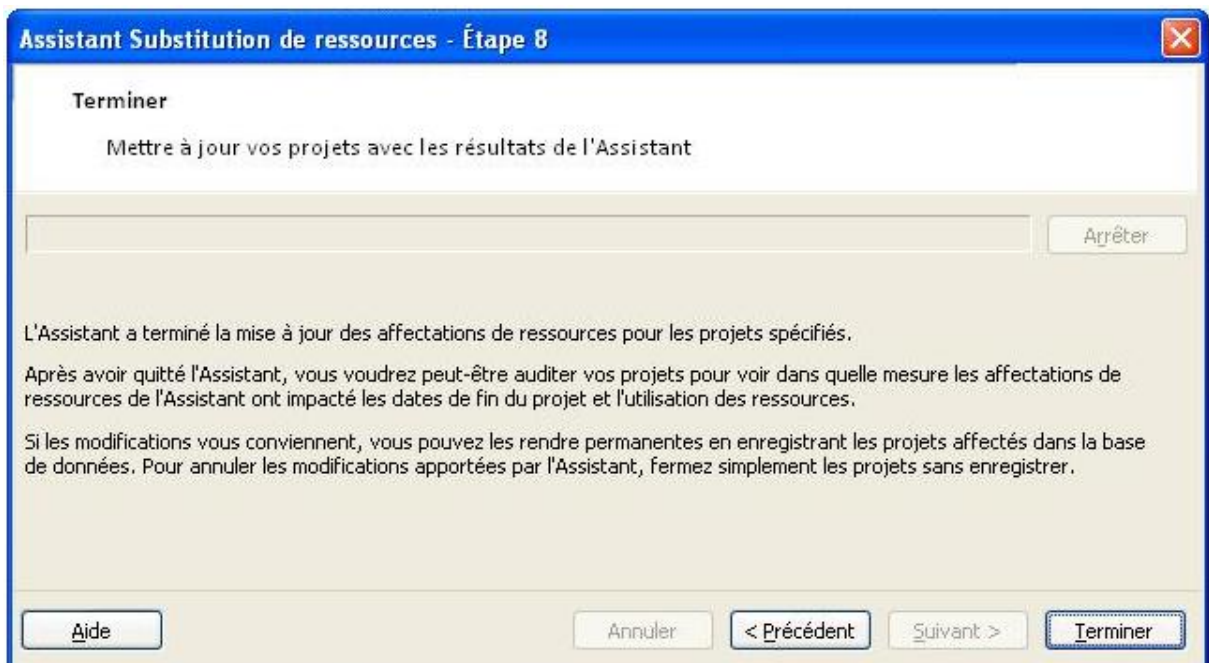 Assistant Substitution de ressources - Étape 8
Terminer
Mettre à jour vos projets avec les résultats de l'Assistant
Arrêter
L'Assistant a terminé la mise à jour des affectations de ressources pour les projets spécifiés.
Après avoir quitté l'Assistant, vous voudrez peut-être auditer vos projets pour voir dans quelle mesure les affectations de
ressources de l'Assistant ont impacté les dates de fin du projet et l'utilisation des ressources.
Si les modifications vous conviennent, vous pouvez les rendre permanentes en enregistrant les projets affectés dans la base
de données. Pour annuler les modifications apportées par l'Assistant, fermez simplement les projets sans enregistrer.
Aide Annuler < Précédent Suivant > Terminer